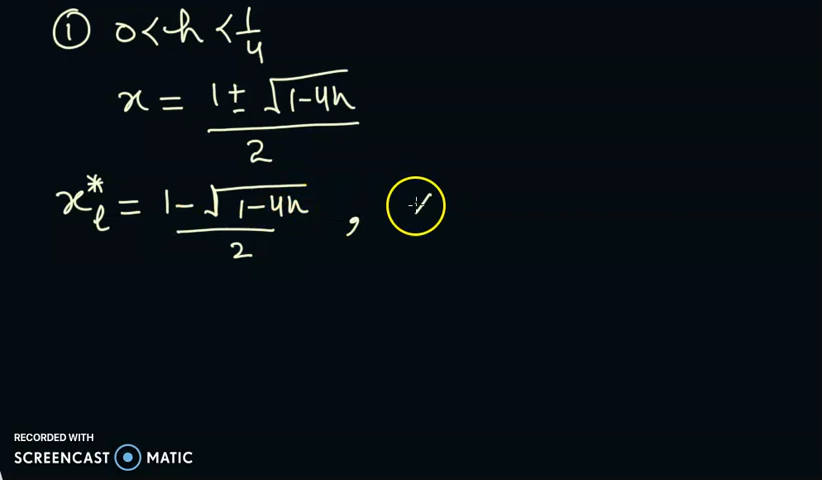 ① 0 < h < 1/4
x = (1 ± √(1-4h))/2
x*ₗ = (1 - √(1-4h))/2 ,
RECORDED WITH
SCREENCAST MATIC